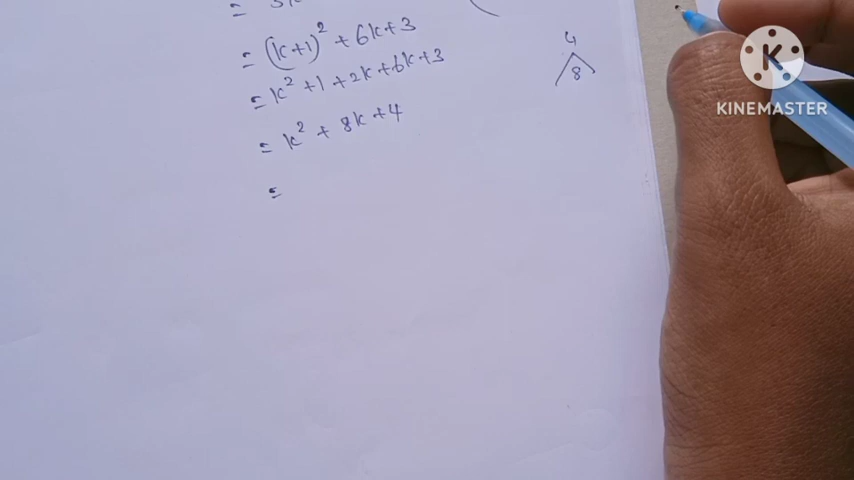 =
= (k+1)² + 6k+3
= k² +1 +2k+6k+3
= k² + 8k+4
=
4
8
KINEMASTER